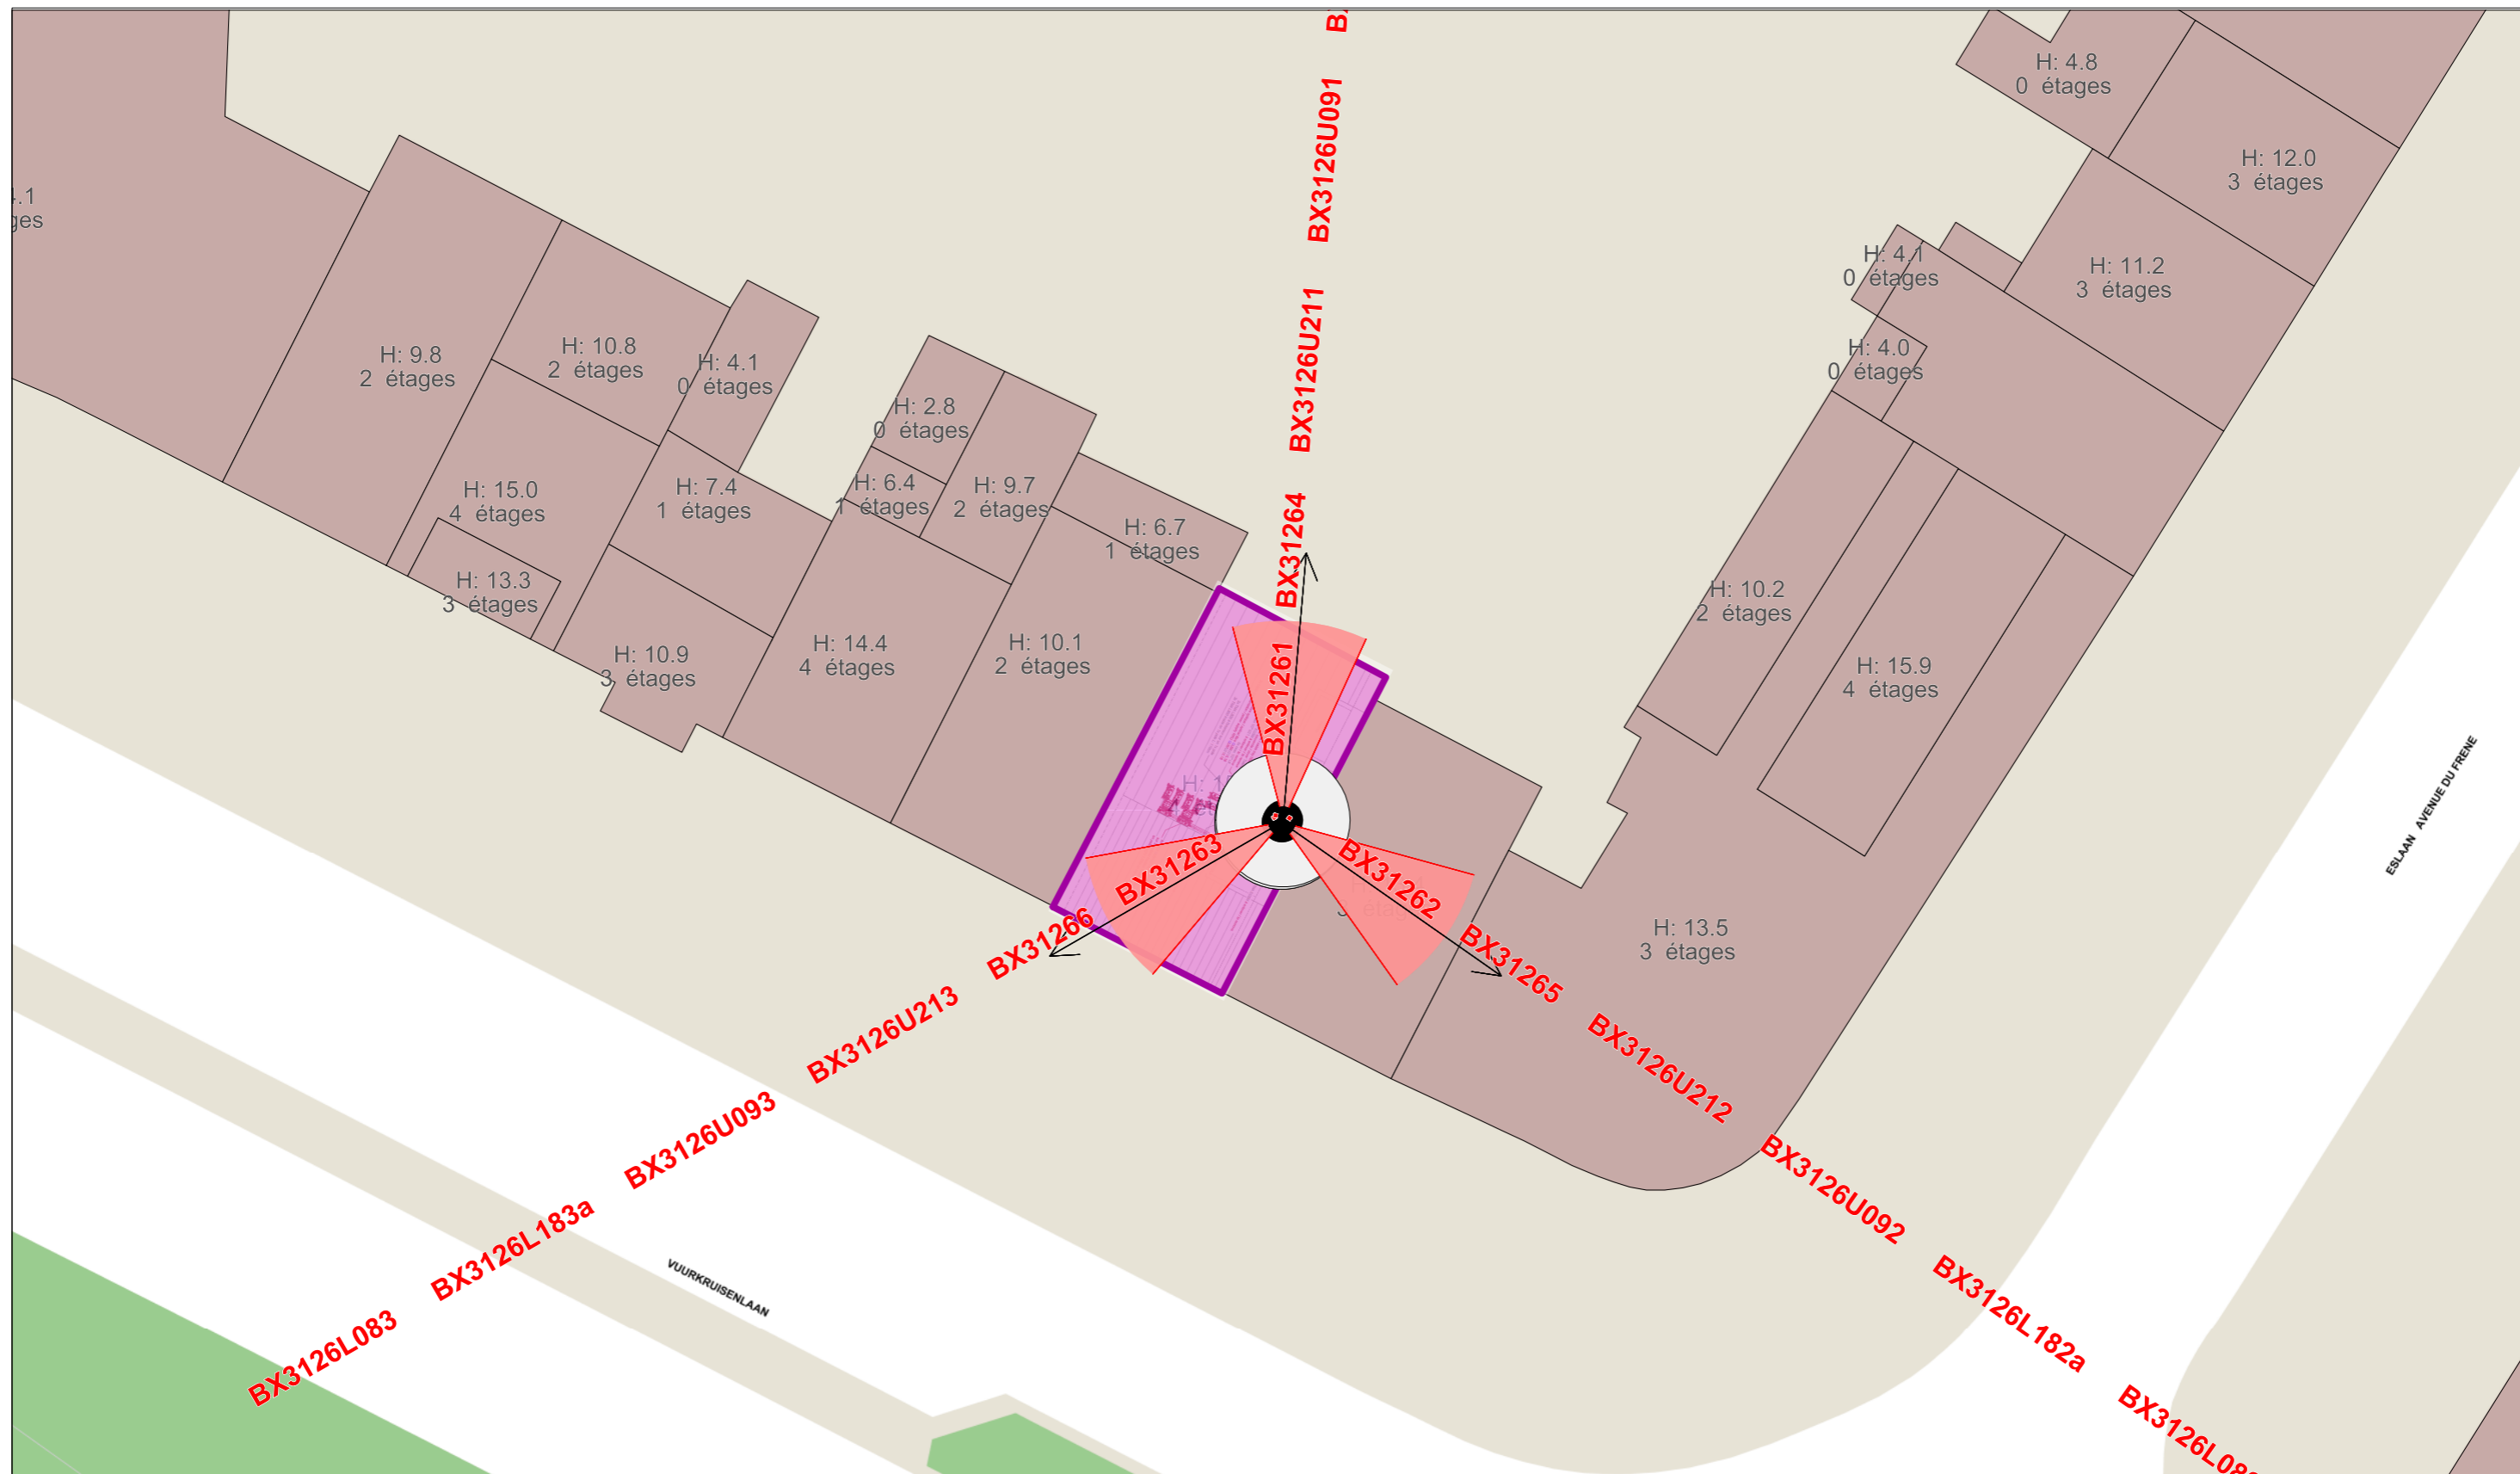 H: 4.8
0 étages
H: 12.0
3 étages
BX3126U091
ges
H: 4.1
0 étages
H: 11.2
3 étages
BX3126U211
H: 9.8
2 étages
H: 10.8
2 étages
H: 4.1
0 étages
H: 4.0
0 étages
H: 2.8
0 étages
H: 15.0
4 étages
H: 7.4
1 étages
H: 6.4
1 étages
H: 9.7
2 étages
H: 6.7
1 étages
BX31264
H: 13.3
3 étages
H: 10.2
2 étages
H: 10.9
3 étages
H: 14.4
4 étages
H: 10.1
2 étages
BX31261
H: 15.9
4 étages
ESLAAN AVENUE DU FRENE
BX31263
BX31262
BX31266
BX31265
H: 13.5
3 étages
BX3126U213
BX3126U212
BX3126U093
BX3126U092
BX3126L183a
BX3126L182a
VUURKRUISENLAAN
BX3126L083